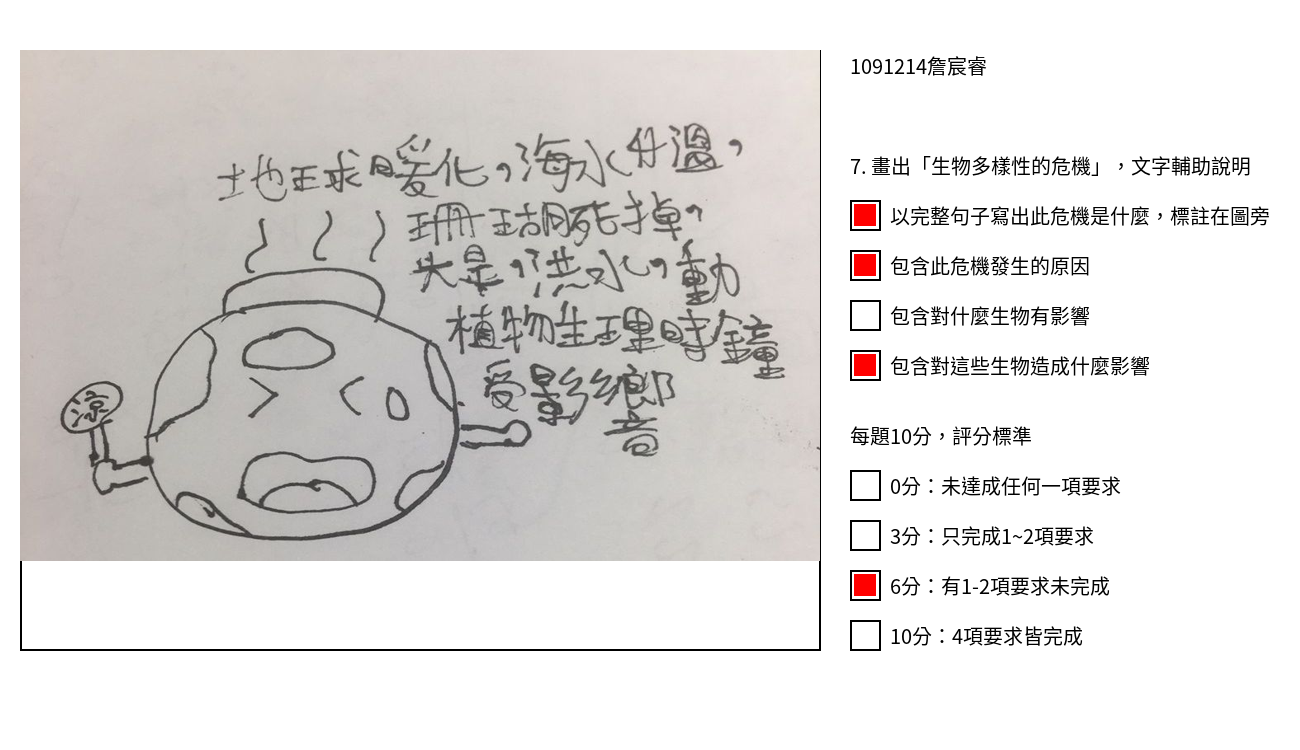 1091214詹宸睿
地球暖化，海水升溫，
珊瑚死掉，
旱，洪水，動
植物生理時鐘
受影響
涼
7. 畫出「生物多樣性的危機」，文字輔助說明
以完整句子寫出此危機是什麼，標註在圖旁
包含此危機發生的原因
包含對什麼生物有影響
包含對這些生物造成什麼影響
每題10分，評分標準
0分：未達成任何一項要求
3分：只完成1~2項要求
6分：有1-2項要求未完成
10分：4項要求皆完成